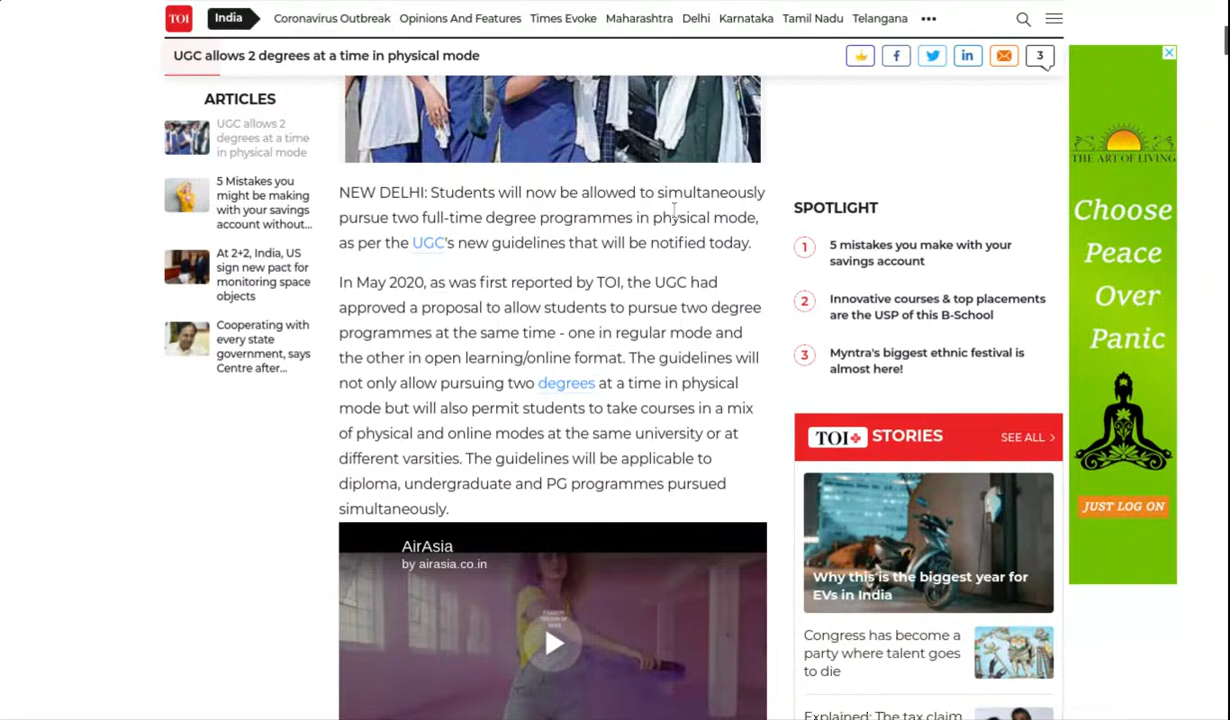 TOI
India
Coronavirus Outbreak Opinions And Features Times Evoke Maharashtra Delhi Karnataka Tamil Nadu Telangana •••
UGC allows 2 degrees at a time in physical mode
3
ARTICLES
UGC allows 2
degrees at a time
in physical mode
5 Mistakes you
might be making
with your savings
account without...
At 2+2, India, US
sign new pact for
monitoring space
objects
Cooperating with
every state
government, says
Centre after...
NEW DELHI: Students will now be allowed to simultaneously
pursue two full-time degree programmes in physical mode,
as per the UGC's new guidelines that will be notified today.
In May 2020, as was first reported by TOI, the UGC had
approved a proposal to allow students to pursue two degree
programmes at the same time - one in regular mode and
the other in open learning/online format. The guidelines will
not only allow pursuing two degrees at a time in physical
mode but will also permit students to take courses in a mix
of physical and online modes at the same university or at
different varsities. The guidelines will be applicable to
diploma, undergraduate and PG programmes pursued
simultaneously.
AirAsia
by airasia.co.in
SPOTLIGHT
1 5 mistakes you make with your
savings account
2 Innovative courses & top placements
are the USP of this B-School
3 Myntra's biggest ethnic festival is
almost here!
TOI+ STORIES
SEE ALL >
Why this is the biggest year for
EVs in India
Congress has become a
party where talent goes
to die
Explained: The tax claim
THE ART OF LIVING
Choose
Peace
Over
Panic
JUST LOG ON